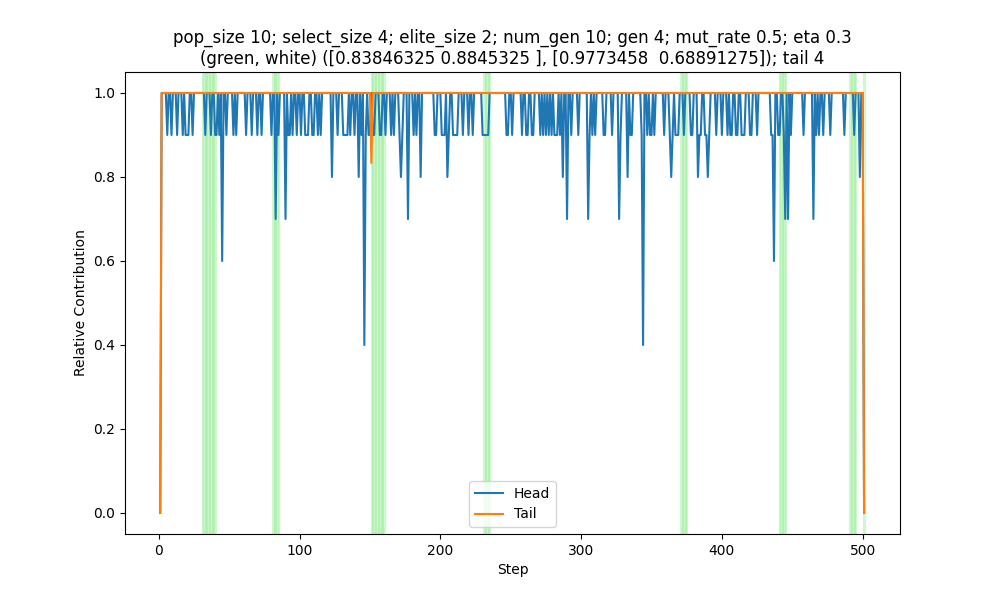 pop_size 10; select_size 4; elite_size 2; num_gen 10; gen 4; mut_rate 0.5; eta 0.3
(green, white) ([0.83846325 0.8845325 ], [0.9773458  0.68891275]); tail 4
1.0
0.8
0.6
0.4
0.2
0.0
Relative Contribution
Head
Tail
0
100
200
300
400
500
Step